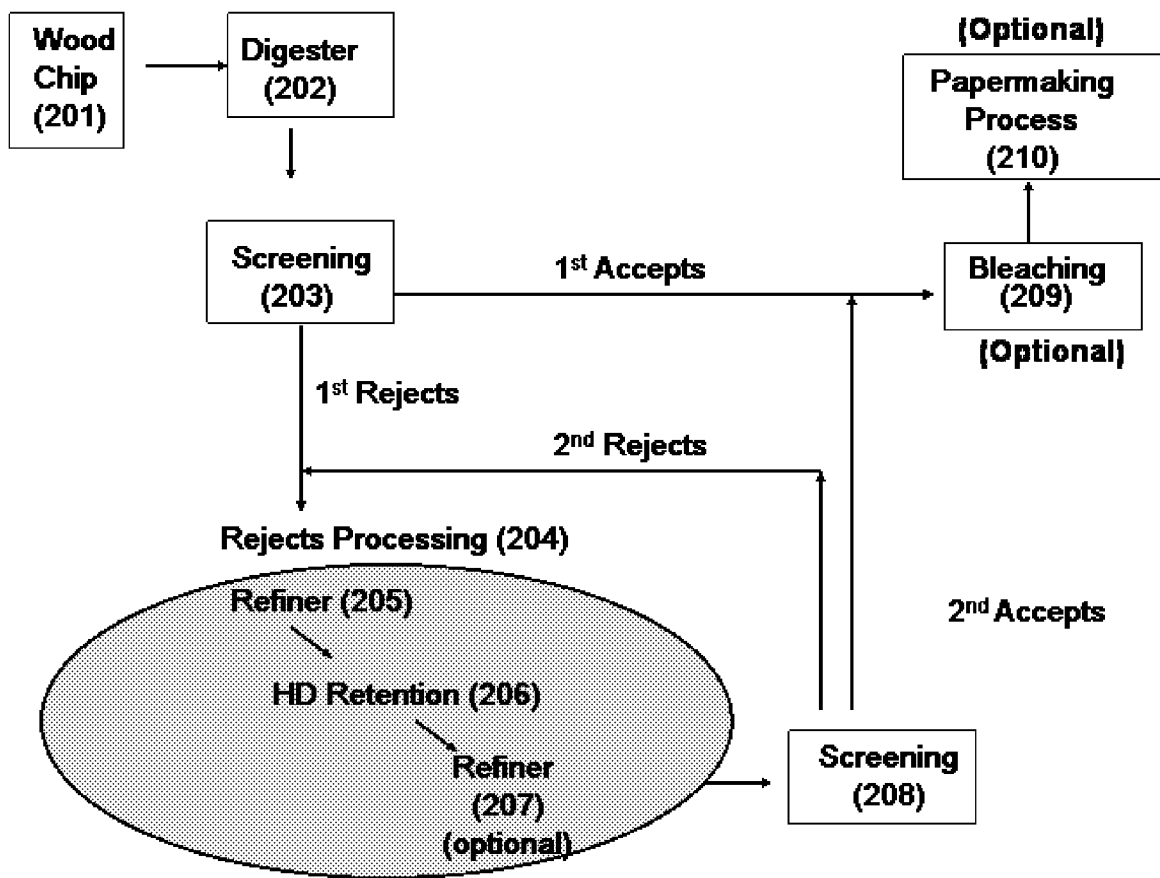 Wood
Chip
(201)
Digester
(202)
(Optional)
Papermaking
Process
(210)
Screening
(203)
1st Accepts
Bleaching
(209)
(Optional)
1st Rejects
2nd Rejects
Rejects Processing (204)
Refiner (205)
2nd Accepts
HD Retention (206)
Refiner
(207)
(optional)
Screening
(208)